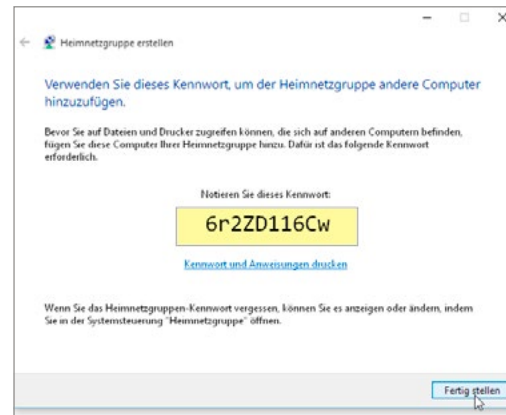 Heimnetzgruppe erstellen
Verwenden Sie dieses Kennwort, um der Heimnetzgruppe andere Computer
hinzuzufügen.
Bevor Sie auf Dateien und Drucker zugreifen können, die sich auf anderen Computern befinden,
fügen Sie diese Computer Ihrer Heimnetzgruppe hinzu. Dafür ist das folgende Kennwort
erforderlich.
Notieren Sie dieses Kennwort:
6r2ZD116Cw
Kennwort und Anweisungen drucken
Wenn Sie das Heimnetzgruppen-Kennwort vergessen, können Sie es anzeigen oder ändern, indem
Sie in der Systemsteuerung "Heimnetzgruppe" öffnen.
Fertig stellen